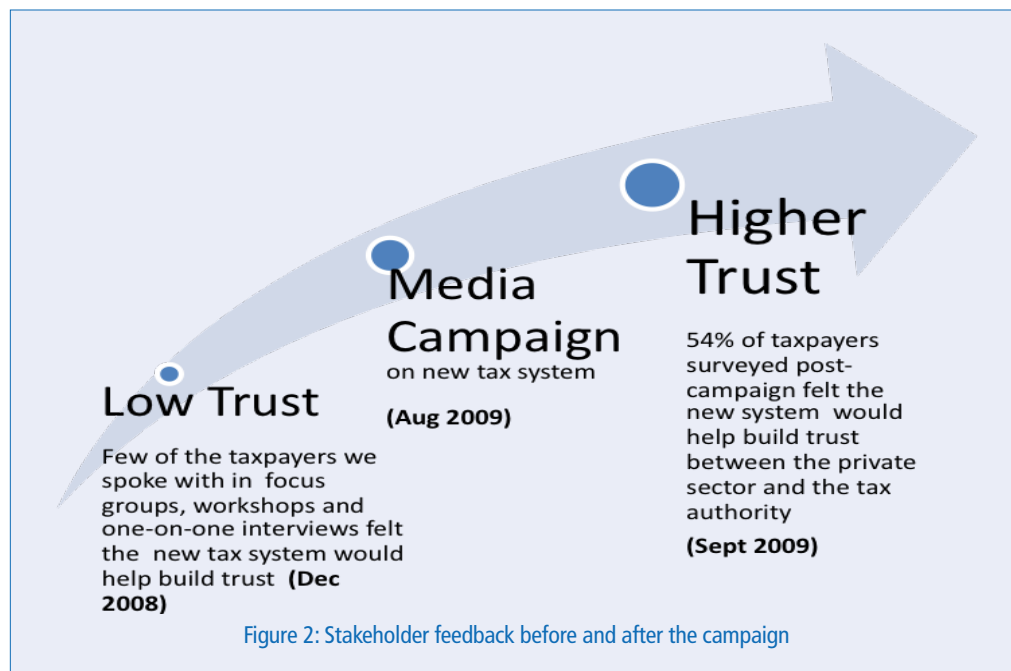 Low Trust
Few of the taxpayers we
spoke with in focus
groups, workshops and
one-on-one interviews felt
the new tax system would
help build trust (Dec
2008)
Media
Campaign
on new tax system
(Aug 2009)
Higher
Trust
54% of taxpayers
surveyed post-
campaign felt the
new system would
help build trust
between the private
sector and the tax
authority
(Sept 2009)
Figure 2: Stakeholder feedback before and after the campaign